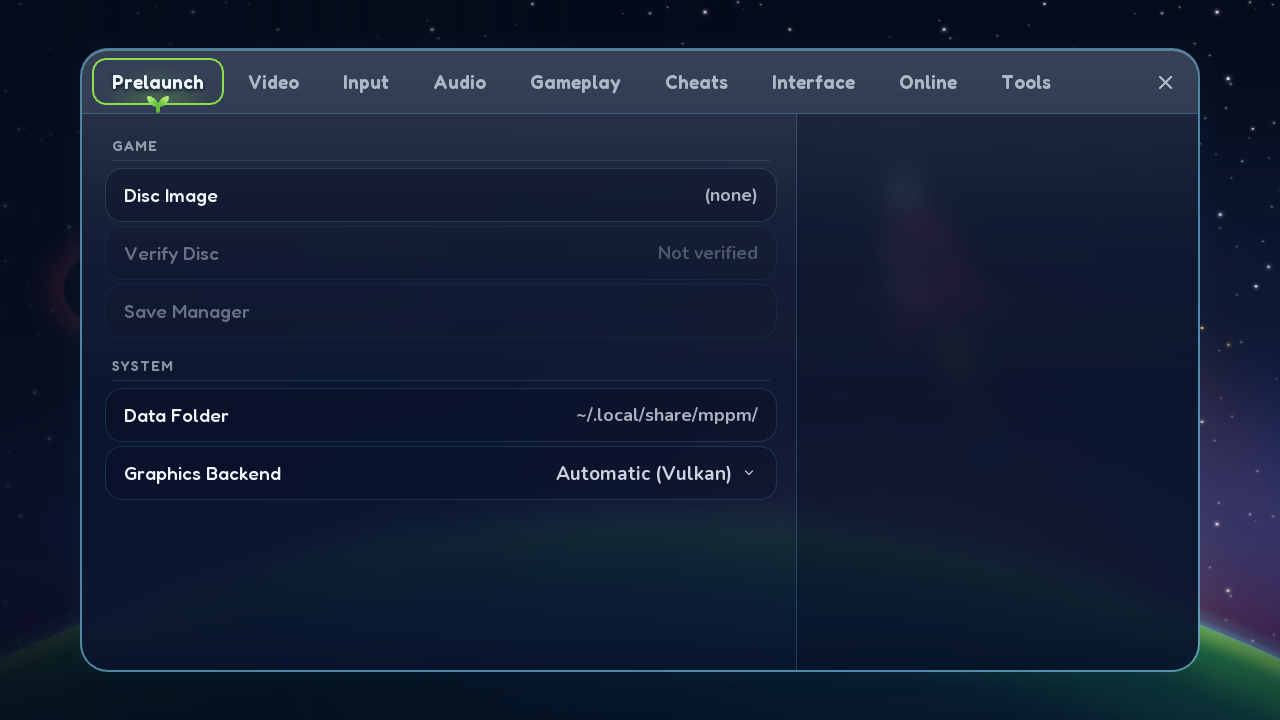 Prelaunch Video Input Audio Gameplay Cheats Interface Online Tools
GAME
Disc Image (none)
Verify Disc Not verified
Save Manager
SYSTEM
Data Folder ~/.local/share/mppm/
Graphics Backend Automatic (Vulkan)